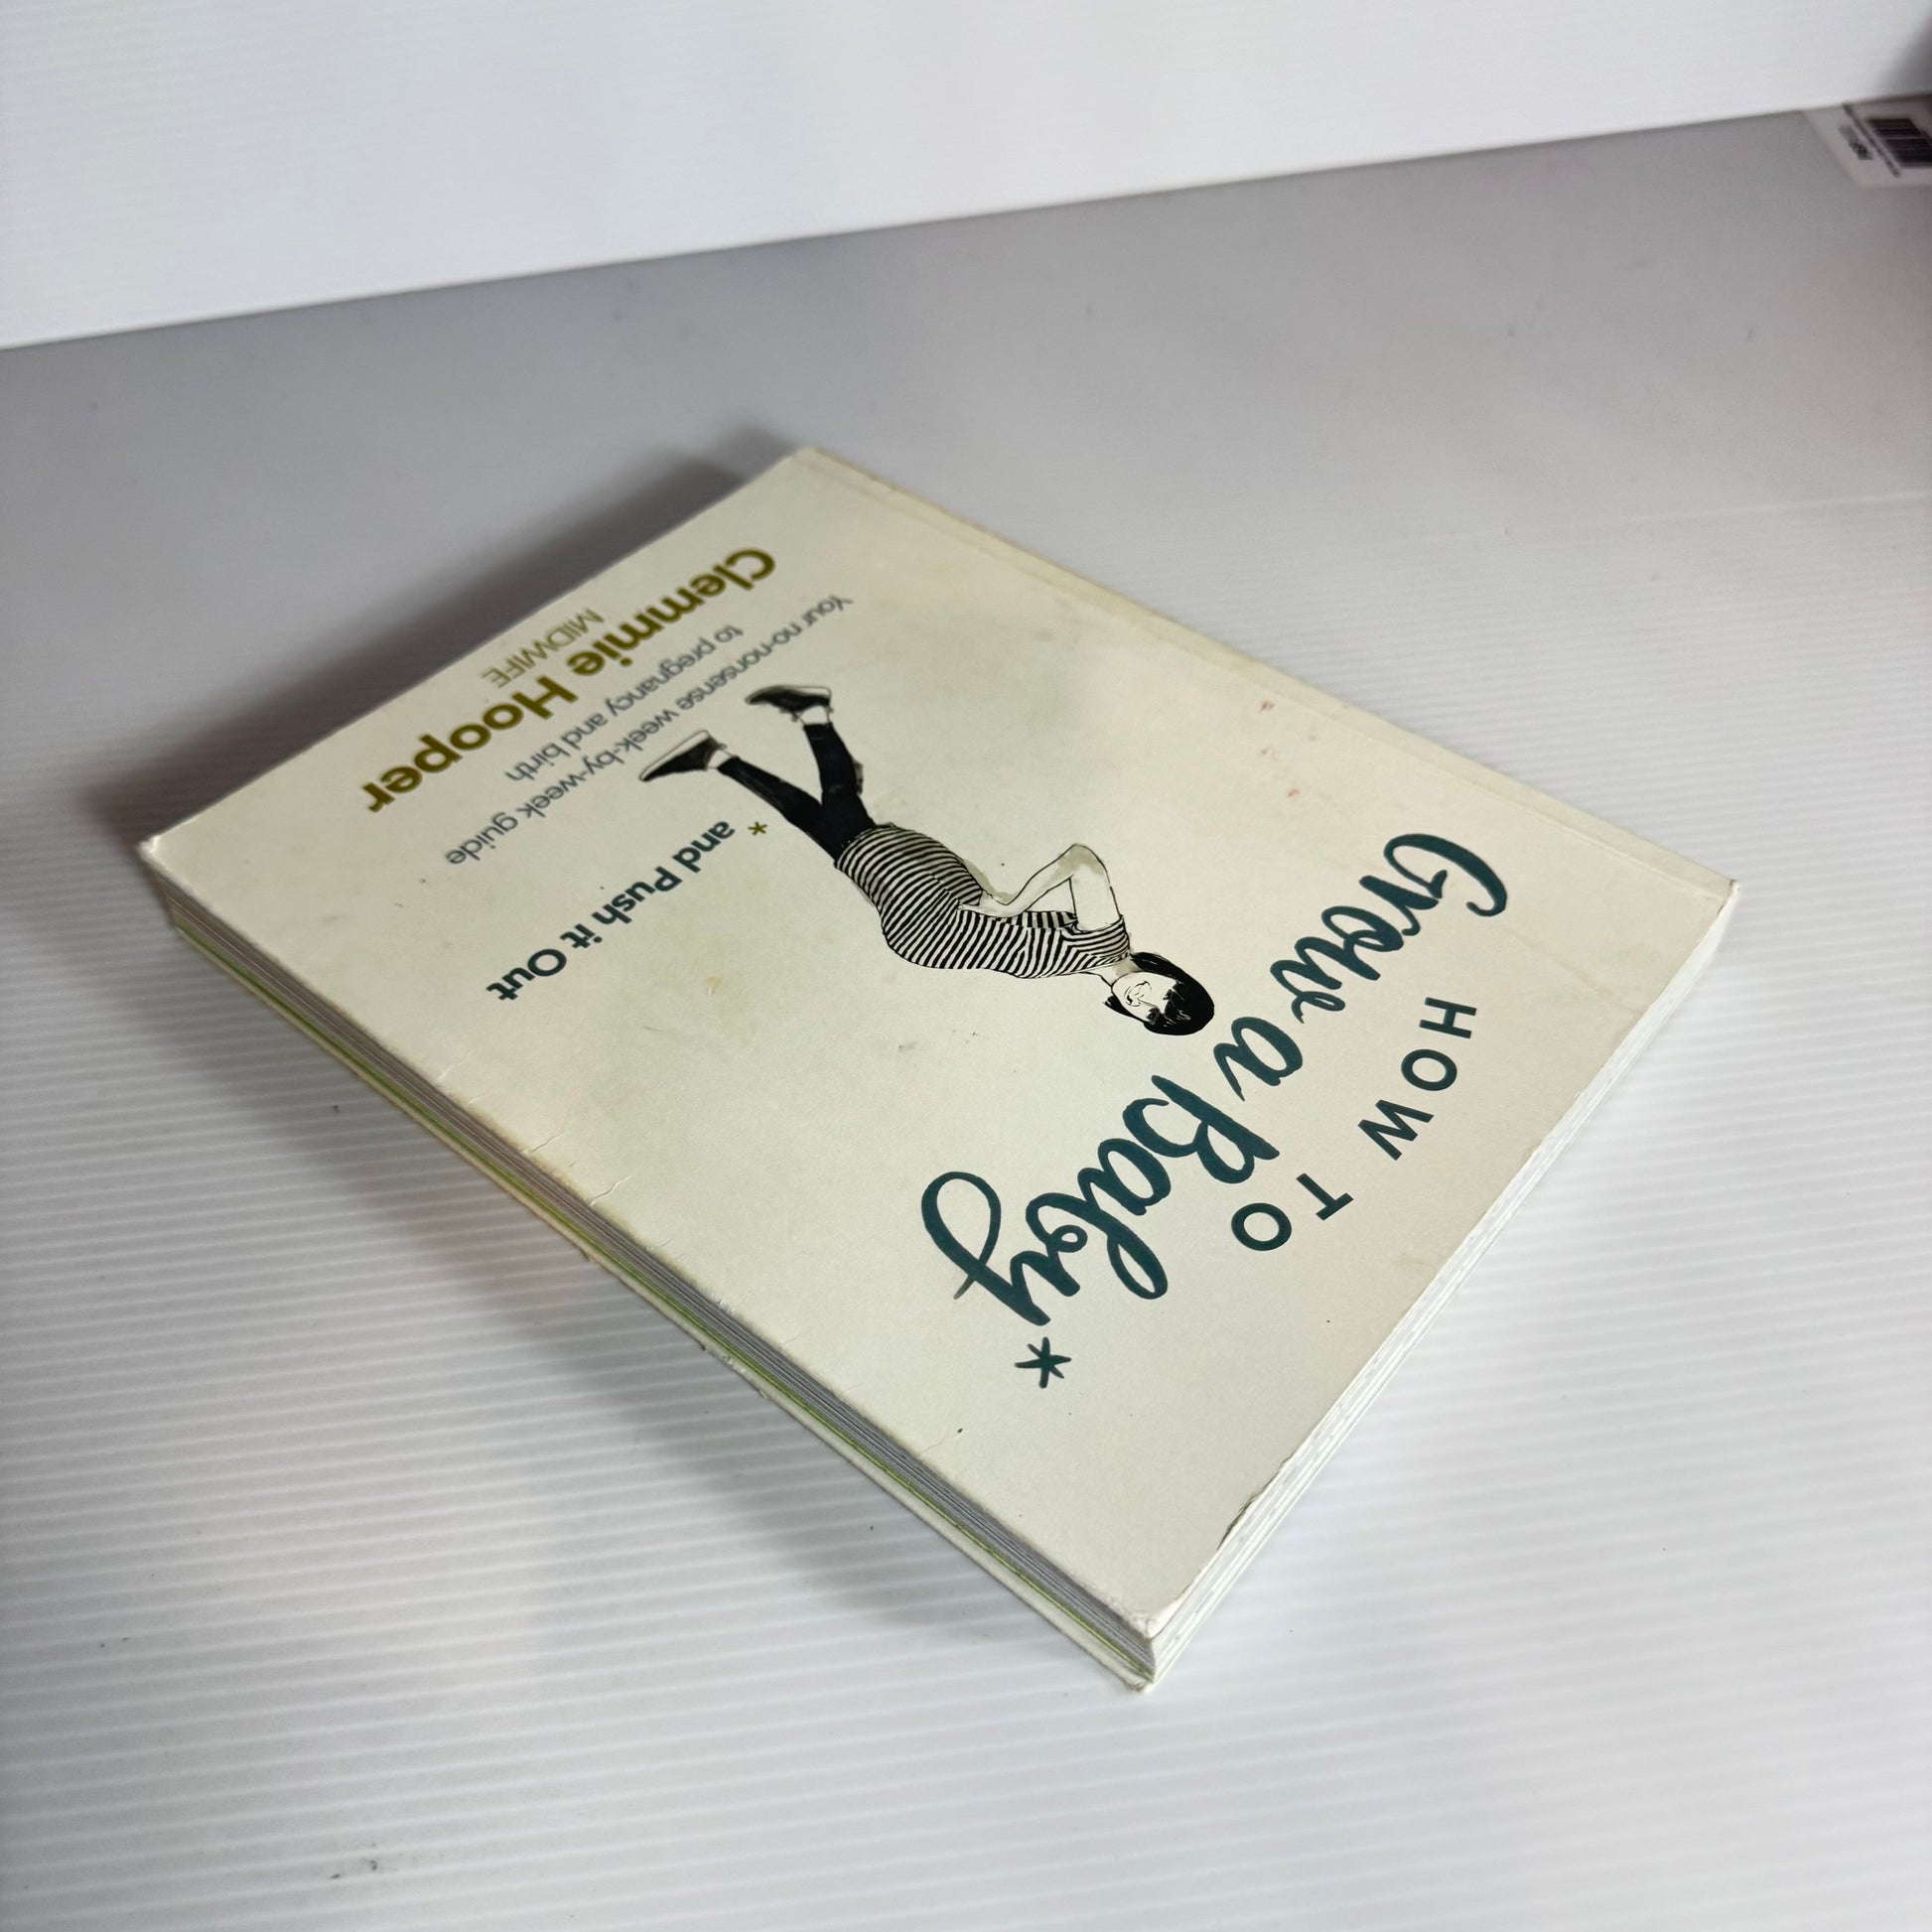 HOW TO
Grow a Baby*
* and Push it Out
Your no-nonsense week-by-week guide
to pregnancy and birth
Clemmie Hooper
MIDWIFE